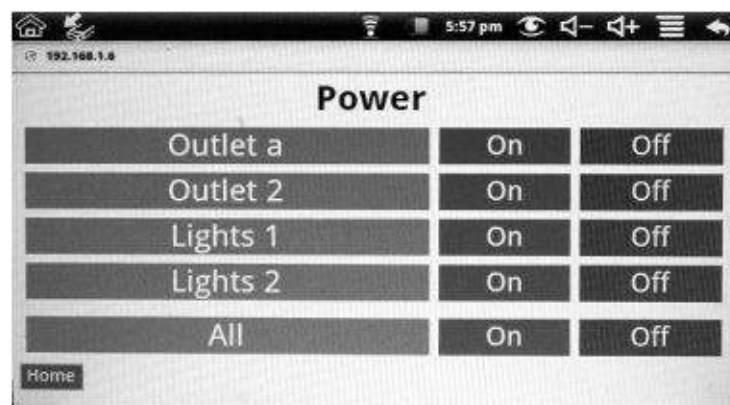 5:57 pm
192.168.1.6
Power
Outlet a On Off
Outlet 2 On Off
Lights 1 On Off
Lights 2 On Off
All On Off
Home